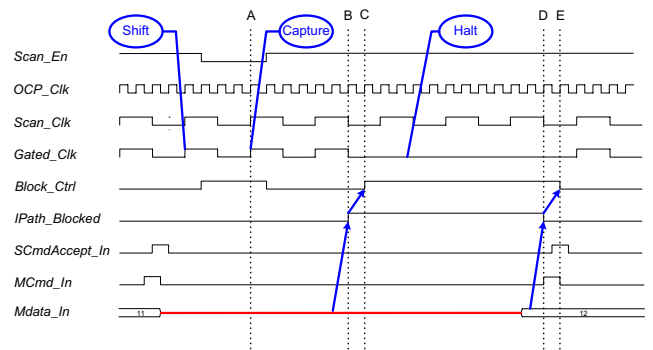 A B C D E
Shift Capture Halt
Scan_En
OCP_Clk
Scan_Clk
Gated_Clk
Block_Ctrl
IPath_Blocked
SCmdAccept_In
MCmd_In
Mdata_In 11 12